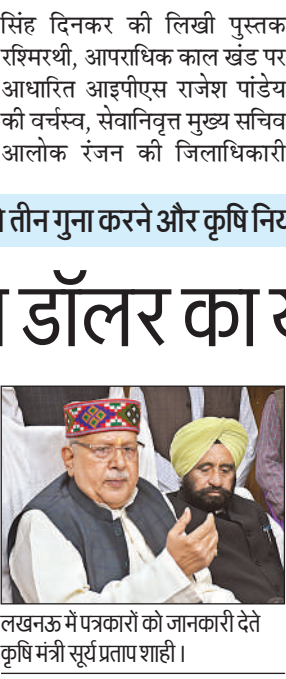 सिंह दिनकर की लिखी पुस्तक
रश्मिरथी, आपराधिक काल खंड पर
आधारित आइपीएस राजेश पांडेय
की वर्चस्व, सेवानिवृत्त मुख्य सचिव
आलोक रंजन की जिलाधिकारी
तीन गुना करने और कृषि
डॉलर का
लखनऊ में पत्रकारों को जानकारी देते
कृषि मंत्री सूर्य प्रताप शाही।